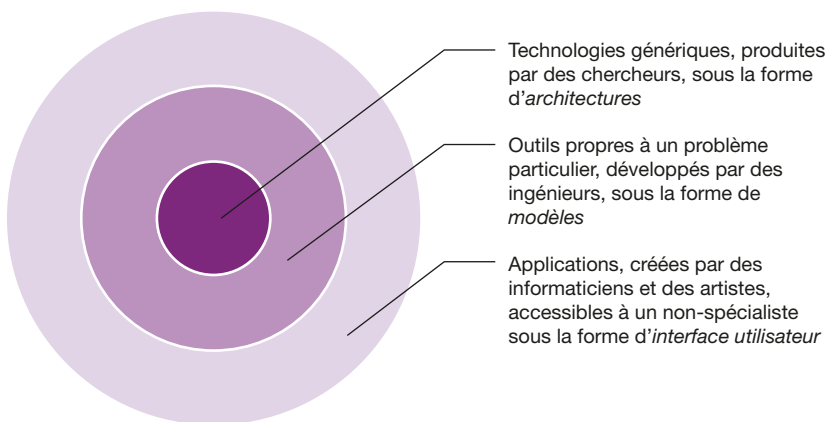 Technologies génériques, produites
par des chercheurs, sous la forme
d'architectures
Outils propres à un problème
particulier, développés par des
ingénieurs, sous la forme de
modèles
Applications, créées par des
informaticiens et des artistes,
accessibles à un non-spécialiste
sous la forme d'interface utilisateur